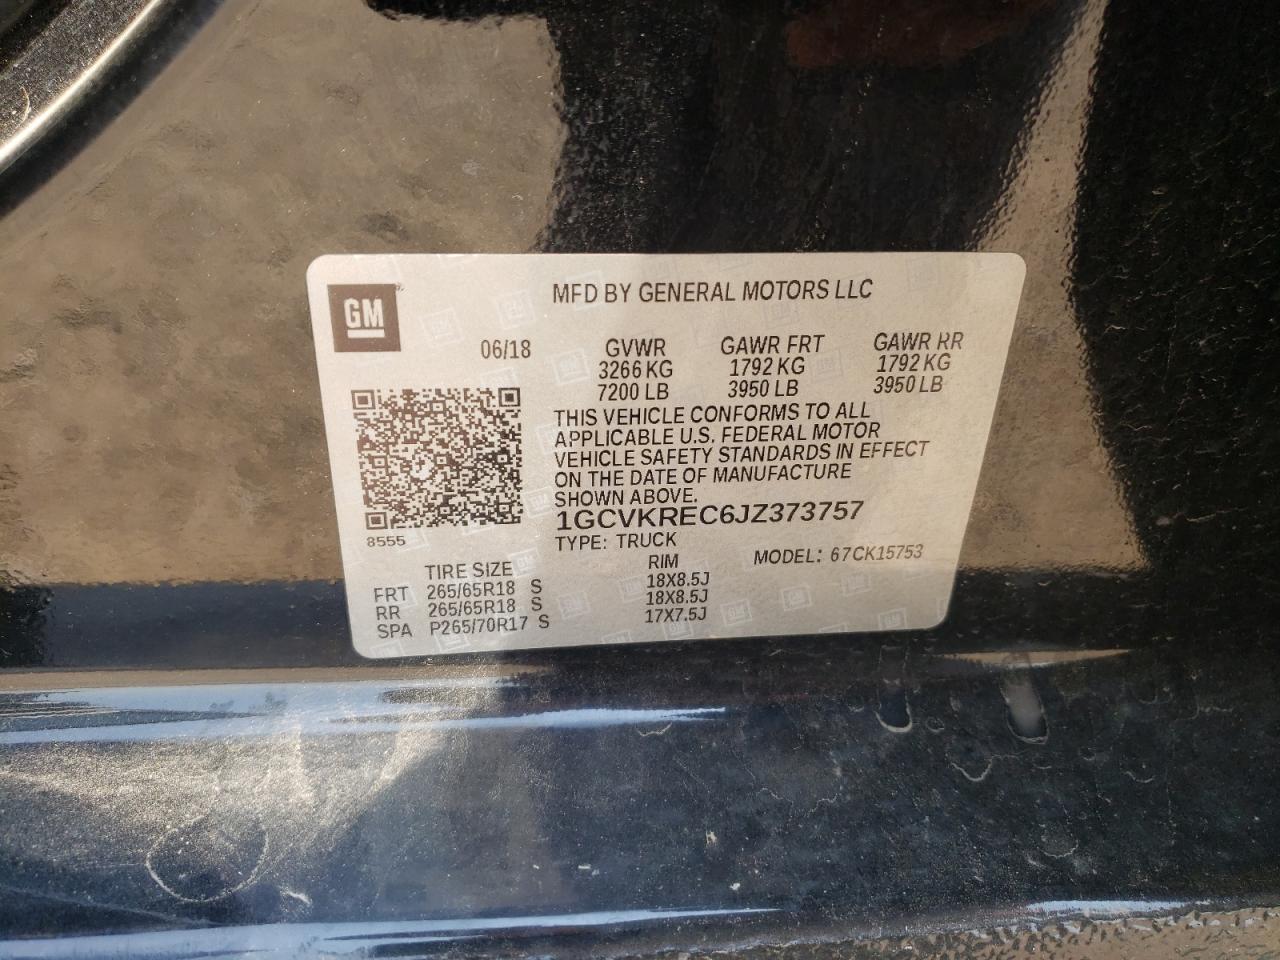 GM
MFD BY GENERAL MOTORS LLC
06/18 GVWR GAWR FRT GAWR RR
3266 KG 1792 KG 1792 KG
7200 LB 3950 LB 3950 LB
THIS VEHICLE CONFORMS TO ALL
APPLICABLE U.S. FEDERAL MOTOR
VEHICLE SAFETY STANDARDS IN EFFECT
ON THE DATE OF MANUFACTURE
SHOWN ABOVE.
1GCVKREC6JZ373757
8555
TYPE: TRUCK MODEL: 67CK15753
TIRE SIZE RIM
FRT 265/65R18 S 18X8.5J
RR 265/65R18 S 18X8.5J
SPA P265/70R17 S 17X7.5J